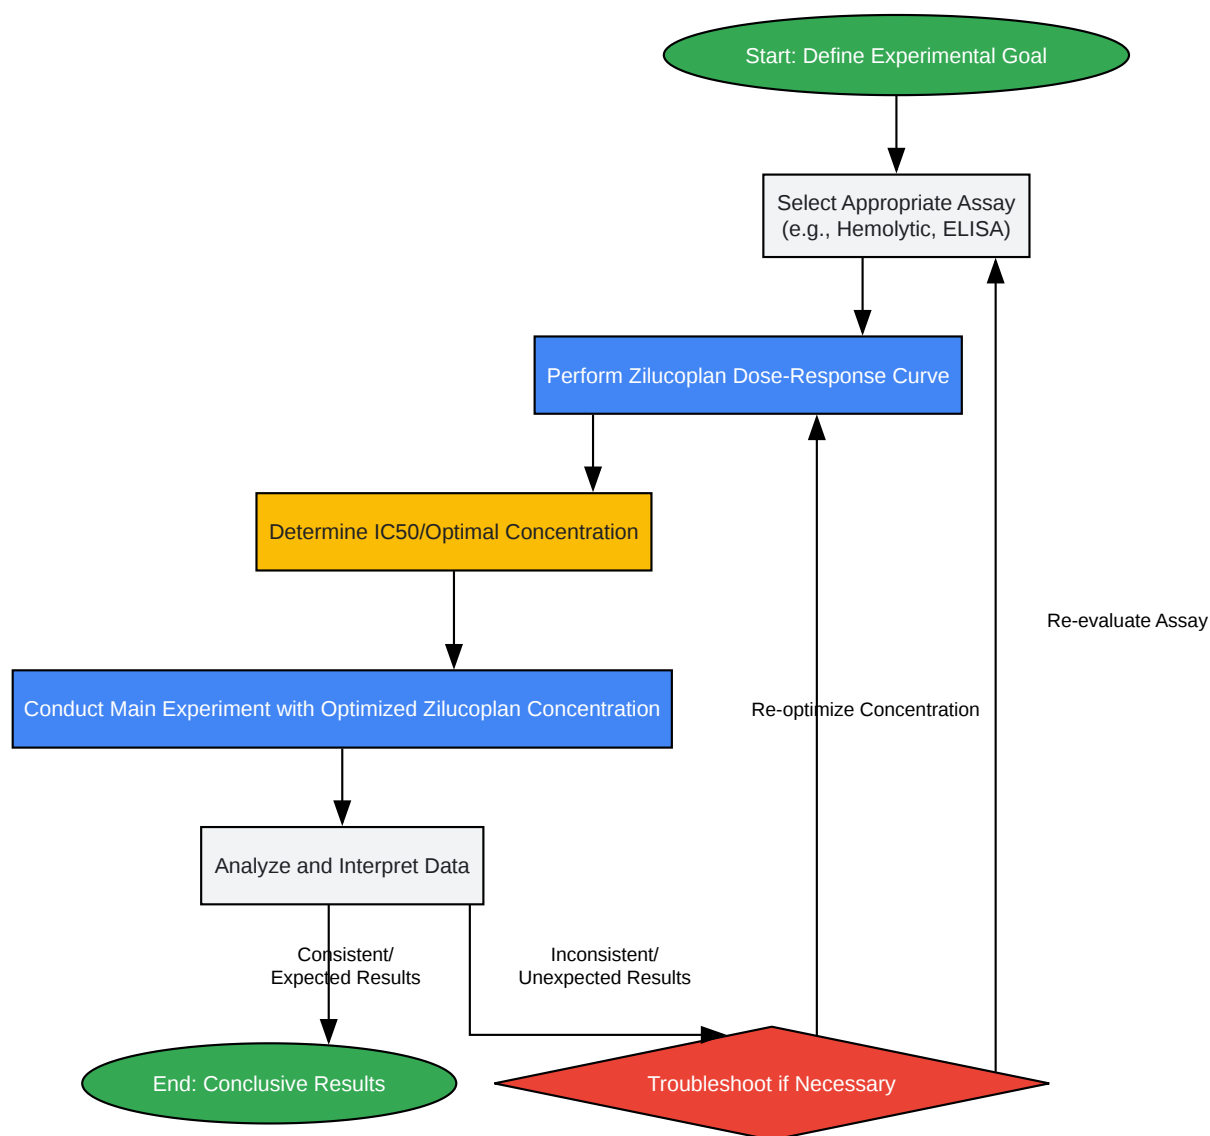 Start: Define Experimental Goal
Select Appropriate Assay
(e.g., Hemolytic, ELISA)
Perform Zilucoplan Dose-Response Curve
Determine IC50/Optimal Concentration
Re-evaluate Assay
Conduct Main Experiment with Optimized Zilucoplan Concentration
Re-optimize Concentration
Analyze and Interpret Data
Consistent/
Expected Results
Inconsistent/
Unexpected Results
End: Conclusive Results
Troubleshoot if Necessary